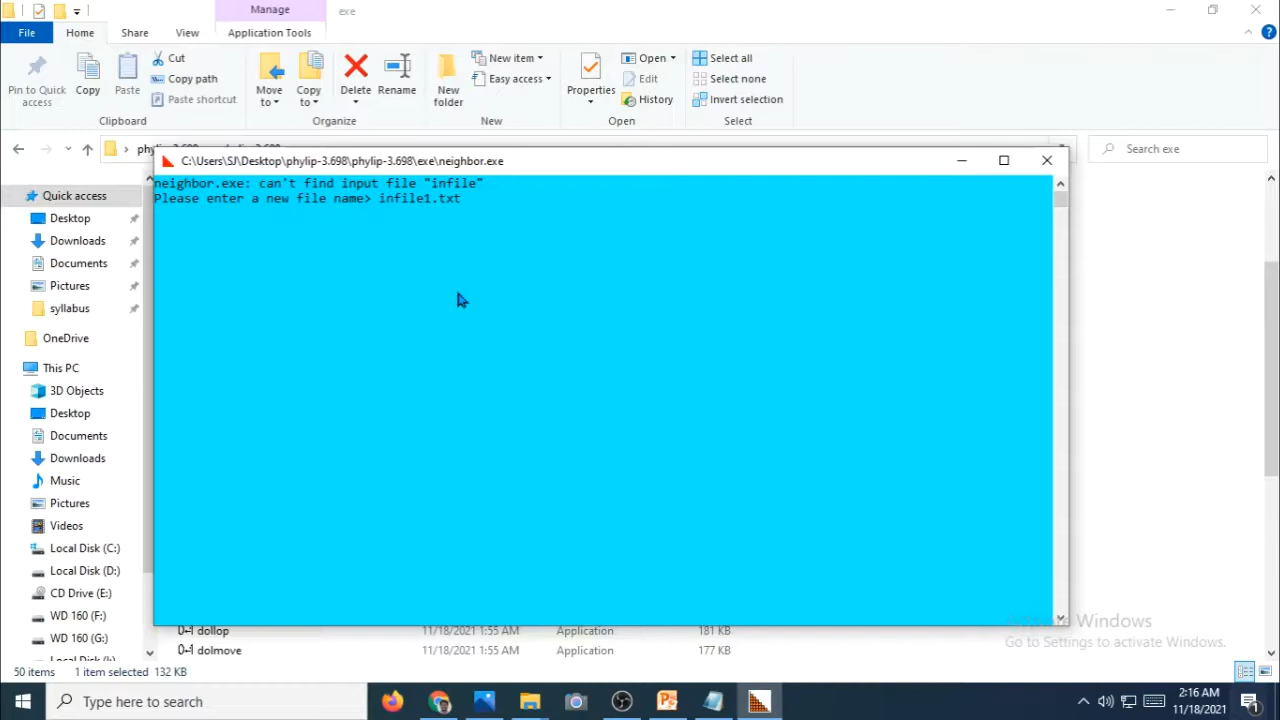 Manage
exe
File
Home
Share
View
Application Tools
Pin to Quick access
Copy
Paste
Cut
Copy path
Paste shortcut
Move to
Copy to
Delete
Rename
New folder
New item
Easy access
Properties
Open
Edit
History
Select all
Select none
Invert selection
Clipboard
Organize
New
Open
Select
Search exe
C:\Users\SJ\Desktop\phylip-3.698\phylip-3.698\exe\neighbor.exe
neighbor.exe: can't find input file "infile"
Please enter a new file name> infile1.txt
Quick access
Desktop
Downloads
Documents
Pictures
syllabus
OneDrive
This PC
3D Objects
Desktop
Documents
Downloads
Music
Pictures
Videos
Local Disk (C:)
Local Disk (D:)
CD Drive (E:)
WD 160 (F:)
WD 160 (G:)
dollop 11/18/2021 1:55 AM Application 181 KB
dolmove 11/18/2021 1:55 AM Application 177 KB
Activate Windows
Go to Settings to activate Windows.
50 items 1 item selected 132 KB
Type here to search
2:16 AM
11/18/2021
1